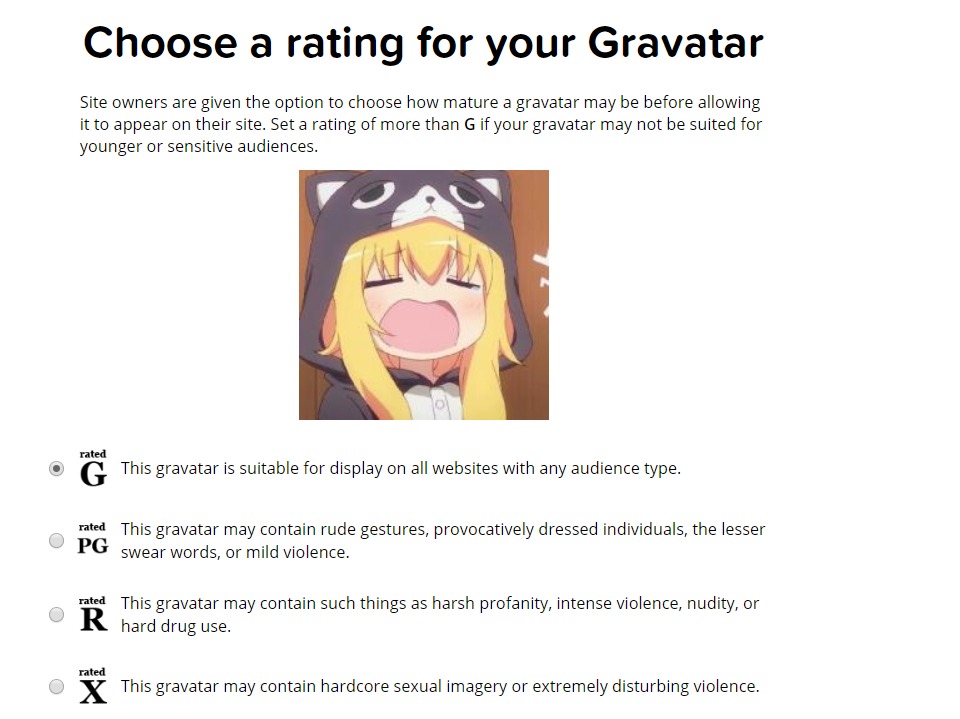 Choose a rating for your Gravatar
Site owners are given the option to choose how mature a gravatar may be before allowing
it to appear on their site. Set a rating of more than G if your gravatar may not be suited for
younger or sensitive audiences.
rated
G
This gravatar is suitable for display on all websites with any audience type.
rated
PG
This gravatar may contain rude gestures, provocatively dressed individuals, the lesser
swear words, or mild violence.
rated
R
This gravatar may contain such things as harsh profanity, intense violence, nudity, or
hard drug use.
rated
X
This gravatar may contain hardcore sexual imagery or extremely disturbing violence.